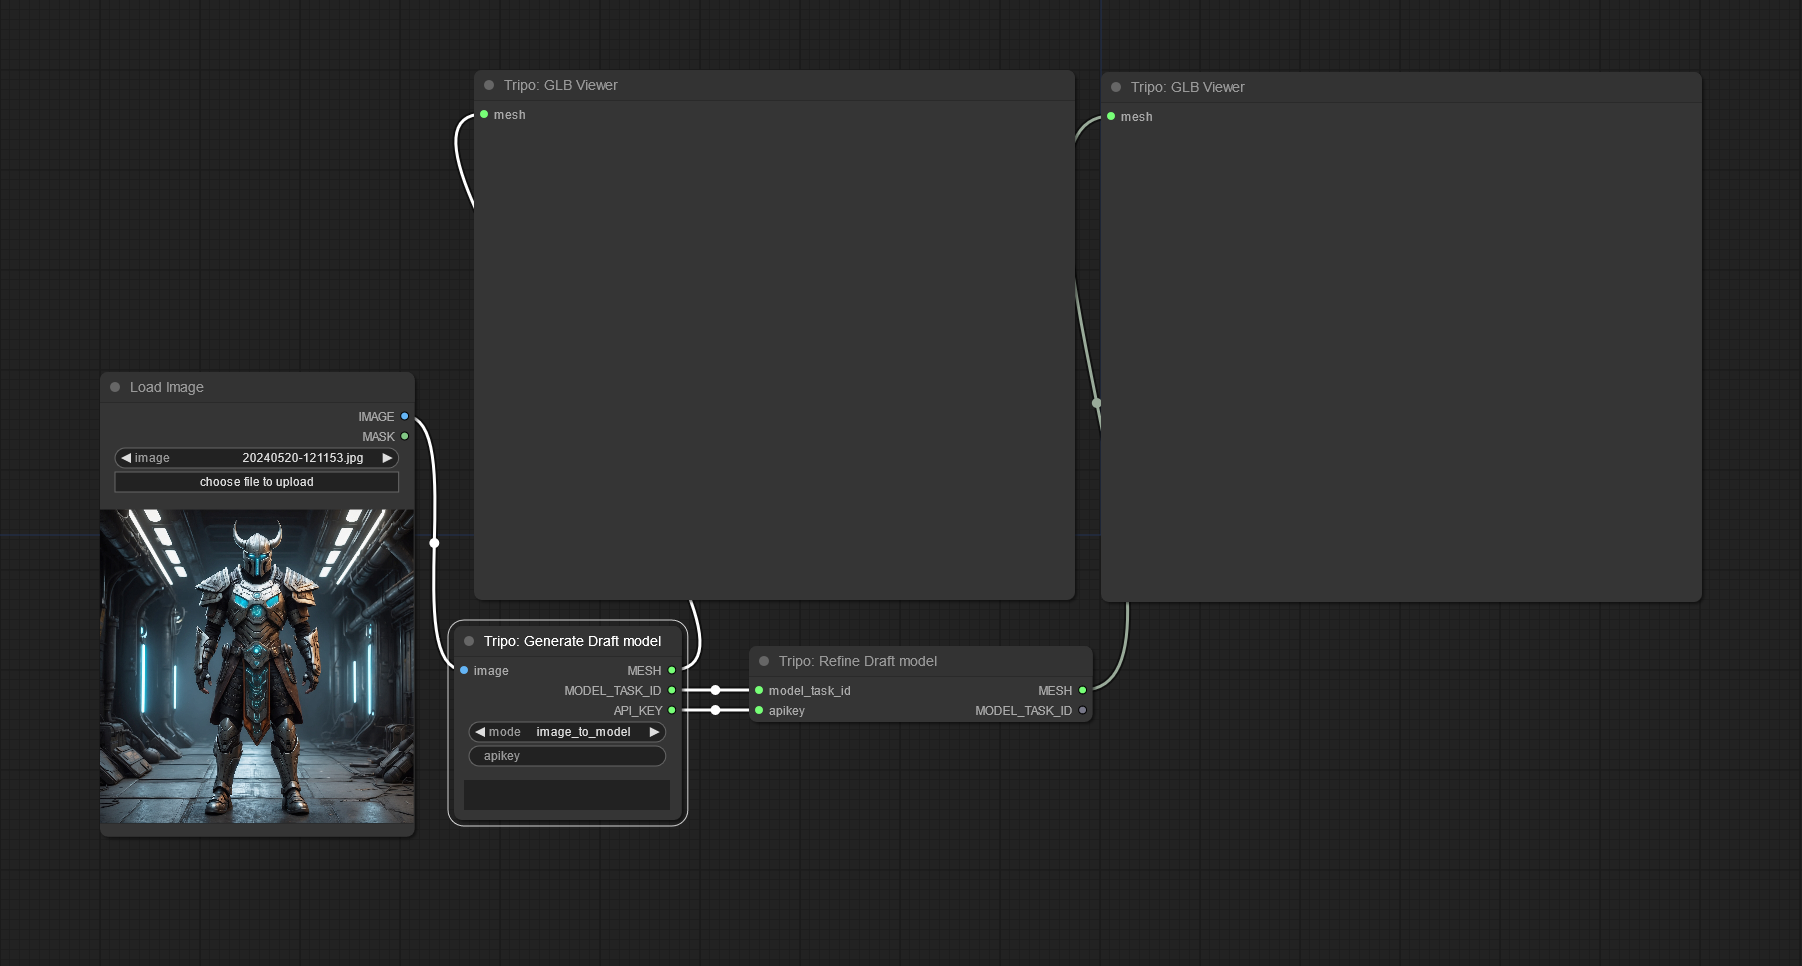 Tripo: GLB Viewer
mesh
Tripo: GLB Viewer
mesh
Load Image
IMAGE
MASK
image 20240520-121153.jpg
choose file to upload
Tripo: Generate Draft model
image MESH
MODEL_TASK_ID
API_KEY
mode image_to_model
apikey
Tripo: Refine Draft model
model_task_id MESH
apikey MODEL_TASK_ID